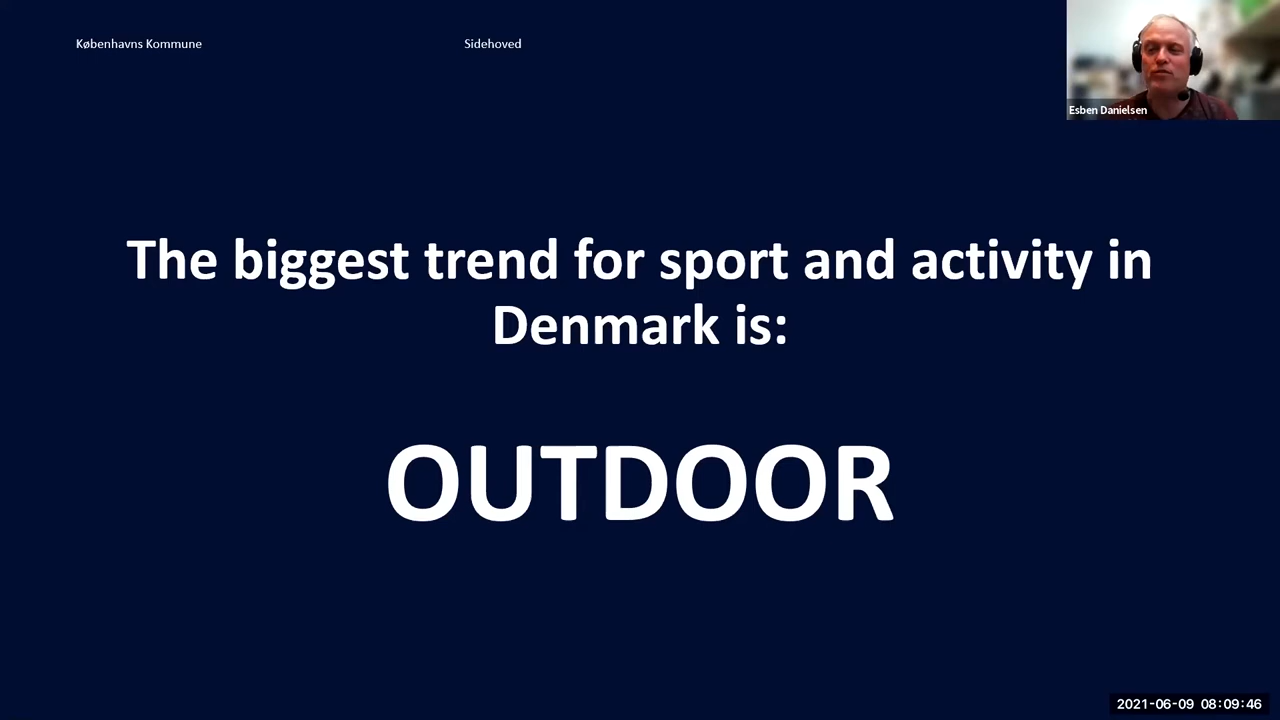 Københavns Kommune
Sidehoved
Esben Danielsen
The biggest trend for sport and activity in
Denmark is:
OUTDOOR
2021-06-09 08:09:46